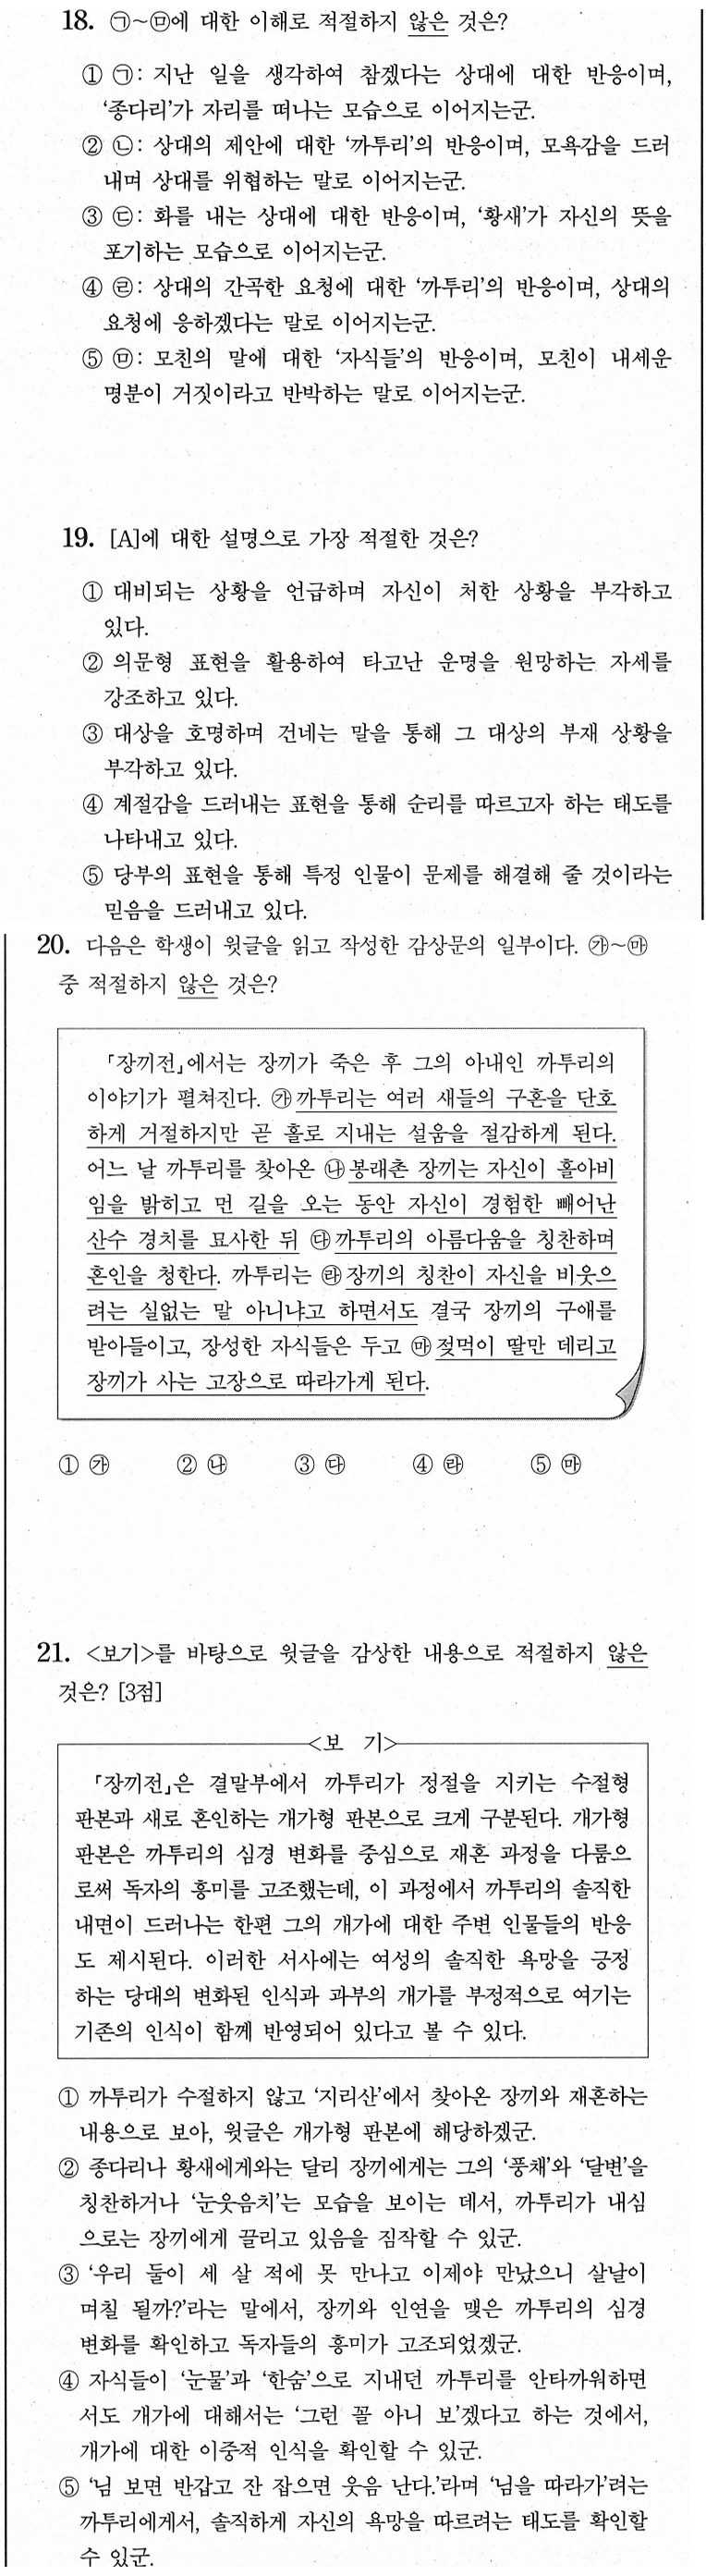 18. ㉠~㉤에 대한 이해로 적절하지 않은 것은?
① ㉠: 지난 일을 생각하여 참겠다는 상대에 대한 반응이며,
‘종다리’가 자리를 떠나는 모습으로 이어지는군.
② ㉡: 상대의 제안에 대한 ‘까투리’의 반응이며, 모욕감을 드러
내며 상대를 위협하는 말로 이어지는군.
③ ㉢: 화를 내는 상대에 대한 반응이며, ‘황새’가 자신의 뜻을
포기하는 모습으로 이어지는군.
④ ㉣: 상대의 간곡한 요청에 대한 ‘까투리’의 반응이며, 상대의
요청에 응하겠다는 말로 이어지는군.
⑤ ㉤: 모친의 말에 대한 ‘자식들’의 반응이며, 모친이 내세운
명분이 거짓이라고 반박하는 말로 이어지는군.
19. [A]에 대한 설명으로 가장 적절한 것은?
① 대비되는 상황을 언급하며 자신이 처한 상황을 부각하고
있다.
② 의문형 표현을 활용하여 타고난 운명을 원망하는 자세를
강조하고 있다.
③ 대상을 호명하며 건네는 말을 통해 그 대상의 부재 상황을
부각하고 있다.
④ 계절감을 드러내는 표현을 통해 순리를 따르고자 하는 태도를
나타내고 있다.
⑤ 당부의 표현을 통해 특정 인물이 문제를 해결해 줄 것이라는
믿음을 드러내고 있다.
20. 다음은 학생이 윗글을 읽고 작성한 감상문의 일부이다. ㉮~㉲
중 적절하지 않은 것은?
「장끼전」에서는 장끼가 죽은 후 그의 아내인 까투리의
이야기가 펼쳐진다. ㉮까투리는 여러 새들의 구혼을 단호
하게 거절하지만 곧 홀로 지내는 설움을 절감하게 된다.
어느 날 까투리를 찾아온 ㉯봉래촌 장끼는 자신이 홀아비
임을 밝히고 먼 길을 오는 동안 자신이 경험한 빼어난
산수 경치를 묘사한 뒤 ㉰까투리의 아름다움을 칭찬하며
혼인을 청한다. 까투리는 ㉱장끼의 칭찬이 자신을 비웃으
려는 실없는 말 아니냐고 하면서도 결국 장끼의 구애를
받아들이고, 장성한 자식들은 두고 ㉲젖먹이 딸만 데리고
장끼가 사는 고장으로 따라가게 된다.
① ㉮ ② ㉯ ③ ㉰ ④ ㉱ ⑤ ㉲
21. <보기>를 바탕으로 윗글을 감상한 내용으로 적절하지 않은
것은? [3점]
<보 기>
「장끼전」은 결말부에서 까투리가 정절을 지키는 수절형
판본과 새로 혼인하는 개가형 판본으로 크게 구분된다. 개가형
판본은 까투리의 심경 변화를 중심으로 재혼 과정을 다룸으
로써 독자의 흥미를 고조했는데, 이 과정에서 까투리의 솔직한
내면이 드러나는 한편 그의 개가에 대한 주변 인물들의 반응
도 제시된다. 이러한 서사에는 여성의 솔직한 욕망을 긍정
하는 당대의 변화된 인식과 과부의 개가를 부정적으로 여기는
기존의 인식이 함께 반영되어 있다고 볼 수 있다.
① 까투리가 수절하지 않고 ‘지리산’에서 찾아온 장끼와 재혼하는
내용으로 보아, 윗글은 개가형 판본에 해당하겠군.
② 종다리나 황새에게와는 달리 장끼에게는 그의 ‘풍채’와 ‘달변’을
칭찬하거나 ‘눈웃음치’는 모습을 보이는 데서, 까투리가 내심
으로는 장끼에게 끌리고 있음을 짐작할 수 있군.
③ ‘우리 둘이 세 살 적에 못 만나고 이제야 만났으니 살날이
며칠 될까?’라는 말에서, 장끼와 인연을 맺은 까투리의 심경
변화를 확인하고 독자들의 흥미가 고조되었겠군.
④ 자식들이 ‘눈물’과 ‘한숨’으로 지내던 까투리를 안타까워하면
서도 개가에 대해서는 ‘그런 꼴 아니 보’겠다고 하는 것에서,
개가에 대한 이중적 인식을 확인할 수 있군.
⑤ ‘님 보면 반갑고 잔 잡으면 웃음 난다.’라며 ‘님을 따라가’려는
까투리에게서, 솔직하게 자신의 욕망을 따르려는 태도를 확인할
수 있군.